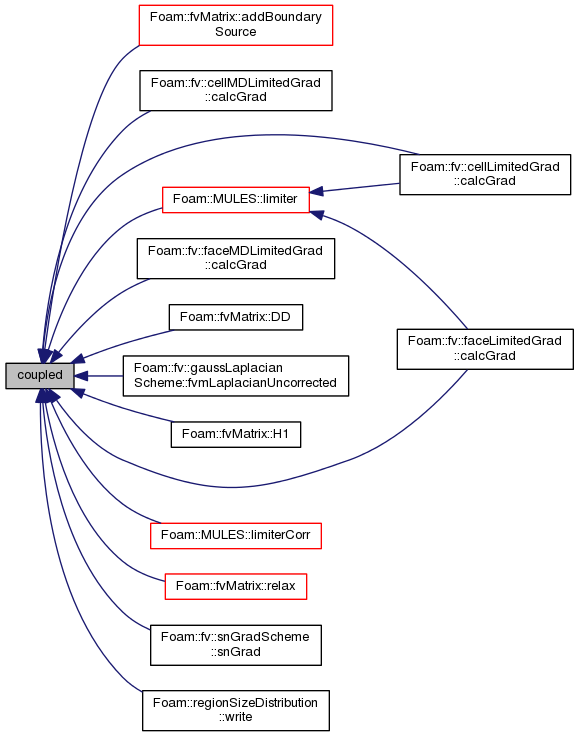 Foam::fvMatrix::addBoundary
Source
Foam::fv::cellMDLimitedGrad
::calcGrad
Foam::fv::cellLimitedGrad
::calcGrad
Foam::MULES::limiter
Foam::fv::faceMDLimitedGrad
::calcGrad
Foam::fvMatrix::DD
Foam::fv::faceLimitedGrad
::calcGrad
coupled
Foam::fv::gaussLaplacian
Scheme::fvmLaplacianUncorrected
Foam::fvMatrix::H1
Foam::MULES::limiterCorr
Foam::fvMatrix::relax
Foam::fv::snGradScheme
::snGrad
Foam::regionSizeDistribution
::write